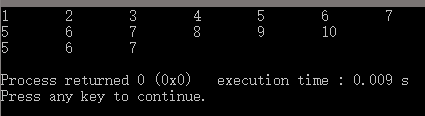 1 2 3 4 5 6 7
5 6 7 8 9 10
5 6 7
Process returned 0 (0x0) execution time : 0.009 s
Press any key to continue.